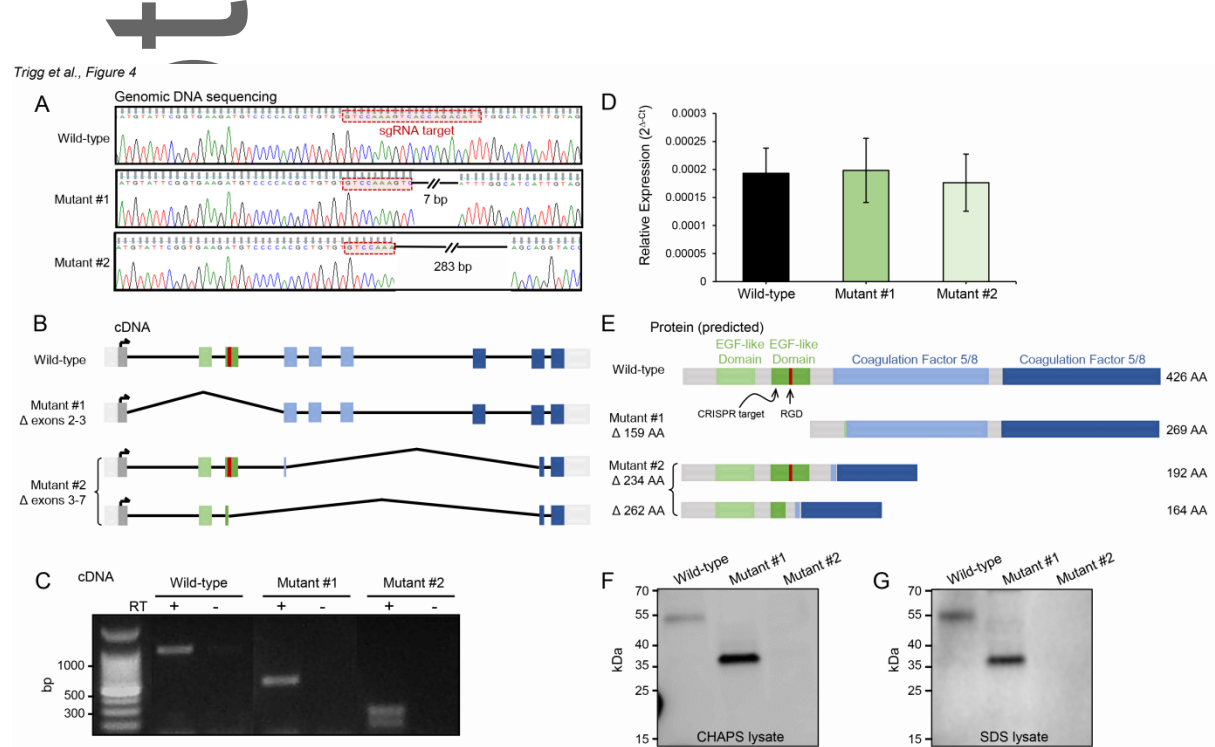 Trigg et al., Figure 4
A
Genomic DNA sequencing
Wild-type
ATGTATTCGGTGAAGATGTCCCCACGCTGTGTGTCCAAAGTCACCAGACATTTGGCATCATTGTAG
sgRNA target
Mutant #1
ATGTATTCGGTGAAGATGTCCCCACGCTGTGTGTCCAAAGTC
ATTTGGCATCATTGTAG
7 bp
Mutant #2
ATGTATTCGGTGAAGATGTCCCCACGCTGTGTGTCCAAA
AGCAGGTACC
283 bp
B
cDNA
Wild-type
Mutant #1
Δ exons 2-3
Mutant #2
Δ exons 3-7
C
cDNA
Wild-type
Mutant #1
Mutant #2
RT
+
-
+
-
+
-
bp
1000
500
300
D
Relative Expression (2^Δ-Ct)
0.0003
0.00025
0.0002
0.00015
0.0001
0.00005
0
Wild-type
Mutant #1
Mutant #2
E
Protein (predicted)
EGF-like Domain
EGF-like Domain
Coagulation Factor 5/8
Coagulation Factor 5/8
Wild-type
426 AA
CRISPR target
RGD
Mutant #1
Δ 159 AA
269 AA
Mutant #2
Δ 234 AA
192 AA
Δ 262 AA
164 AA
F
Wild-type
Mutant #1
Mutant #2
kDa
70
55
40
35
25
15
CHAPS lysate
G
Wild-type
Mutant #1
Mutant #2
kDa
70
55
40
35
25
15
SDS lysate